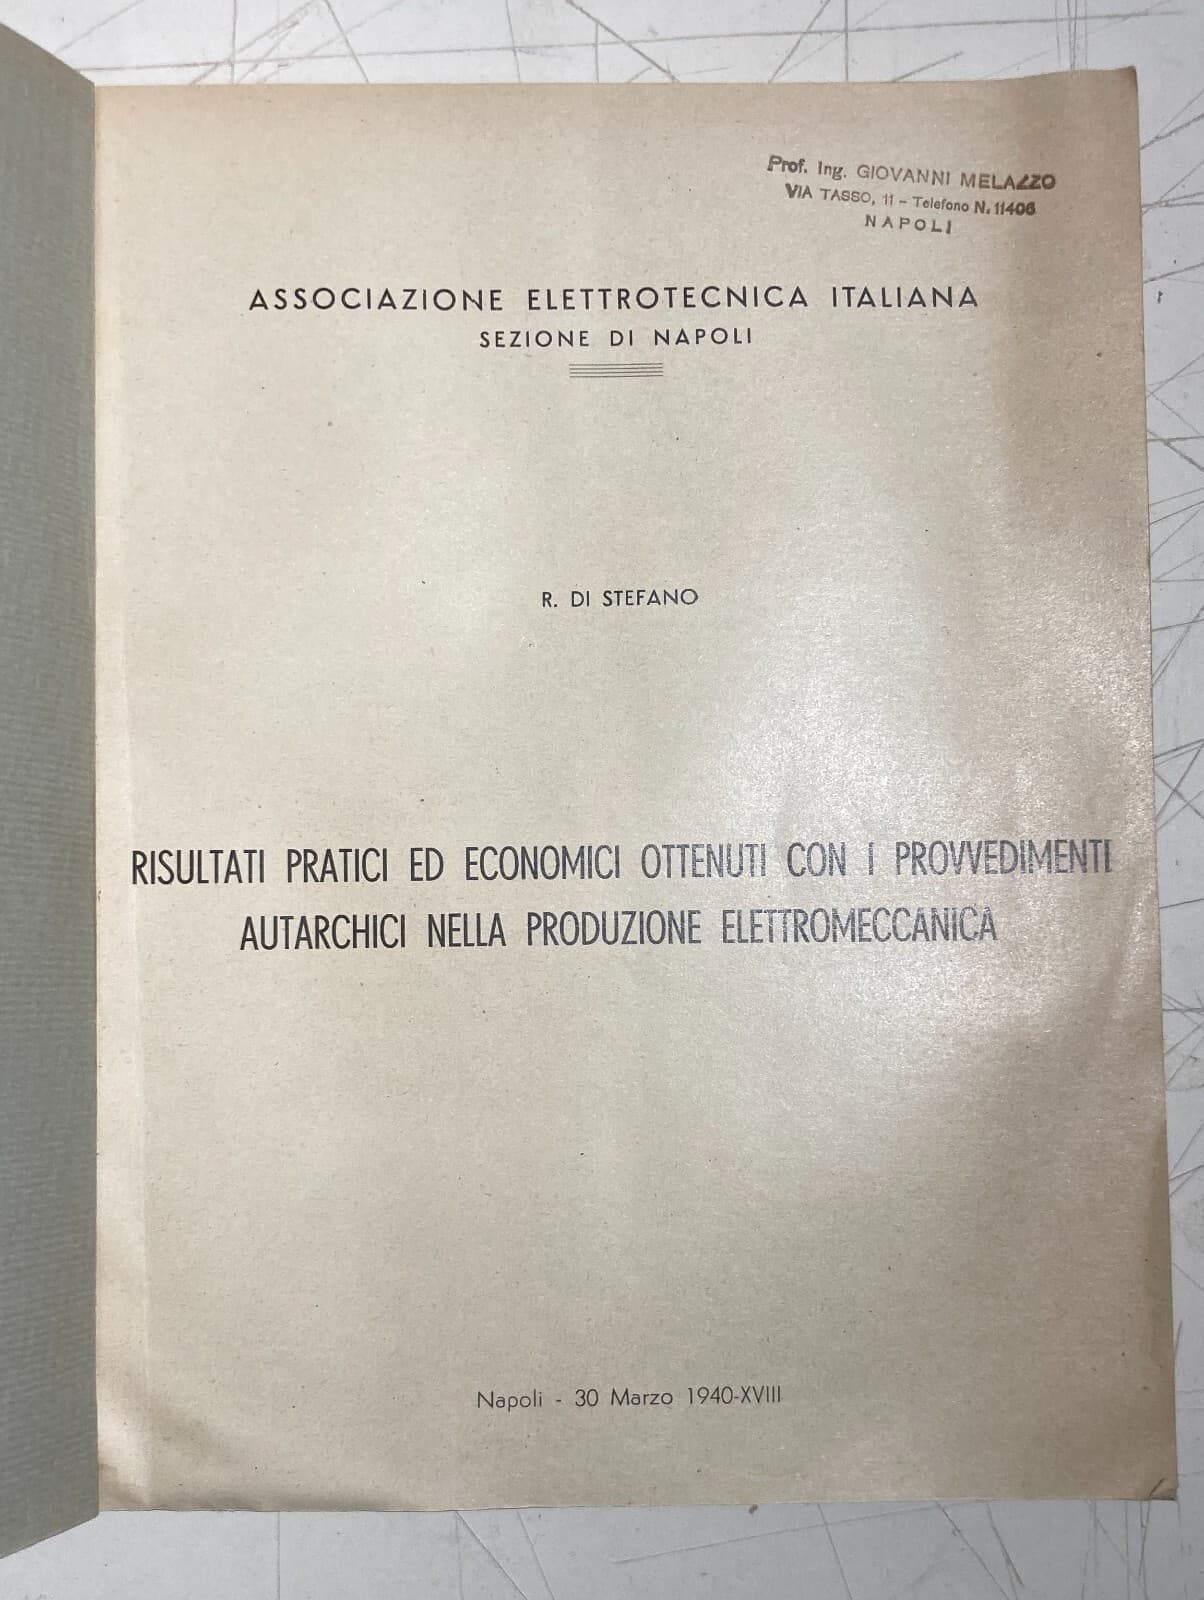 Prof. Ing. GIOVANNI MELAZZO
VIA TASSO, 11 - Telefono N. 11406
NAPOLI
ASSOCIAZIONE ELETTROTECNICA ITALIANA
SEZIONE DI NAPOLI
R. DI STEFANO
RISULTATI PRATICI ED ECONOMICI OTTENUTI CON I PROVVEDIMENTI
AUTARCHICI NELLA PRODUZIONE ELETTROMECCANICA
Napoli - 30 Marzo 1940-XVIII